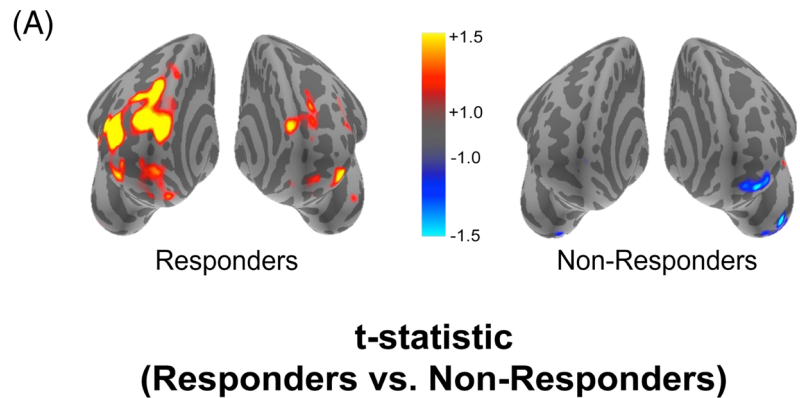 (A)
+1.5
+1.0
-1.0
-1.5
Responders
Non-Responders
t-statistic
(Responders vs. Non-Responders)